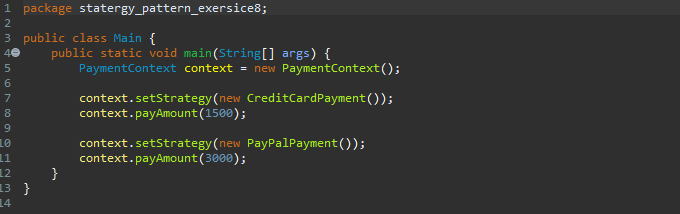 1 package statergy_pattern_exersice8;
2
3 public class Main {
4 public static void main(String[] args) {
5 PaymentContext context = new PaymentContext();
6
7 context.setStrategy(new CreditCardPayment());
8 context.payAmount(1500);
9
10 context.setStrategy(new PayPalPayment());
11 context.payAmount(3000);
12 }
13 }
14